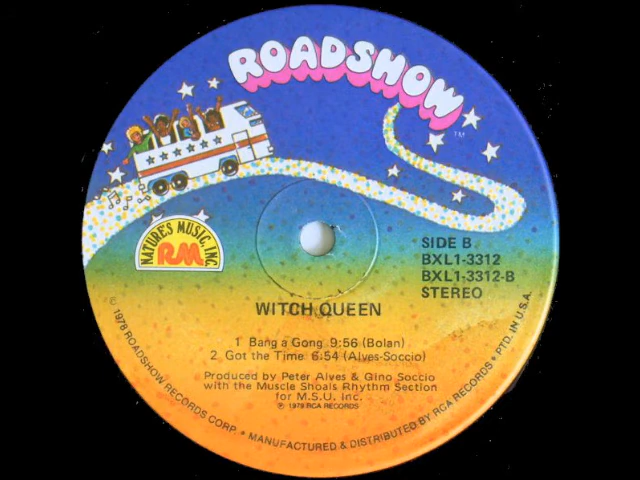 ROADSHOW
TM
NATURE'S MUSIC, INC.
RM
SIDE B
BXL1-3312
BXL1-3312-B
STEREO
WITCH QUEEN
1 Bang a Gong 9:56 (Bolan)
2 Got the Time 6:54 (Alves-Soccio)
Produced by Peter Alves & Gino Soccio
with the Muscle Shoals Rhythm Section
for M.S.U. Inc.
℗ 1979 RCA RECORDS
© 1978 ROADSHOW RECORDS CORP. • MANUFACTURED & DISTRIBUTED BY RCA RECORDS • PTD. IN U.S.A.